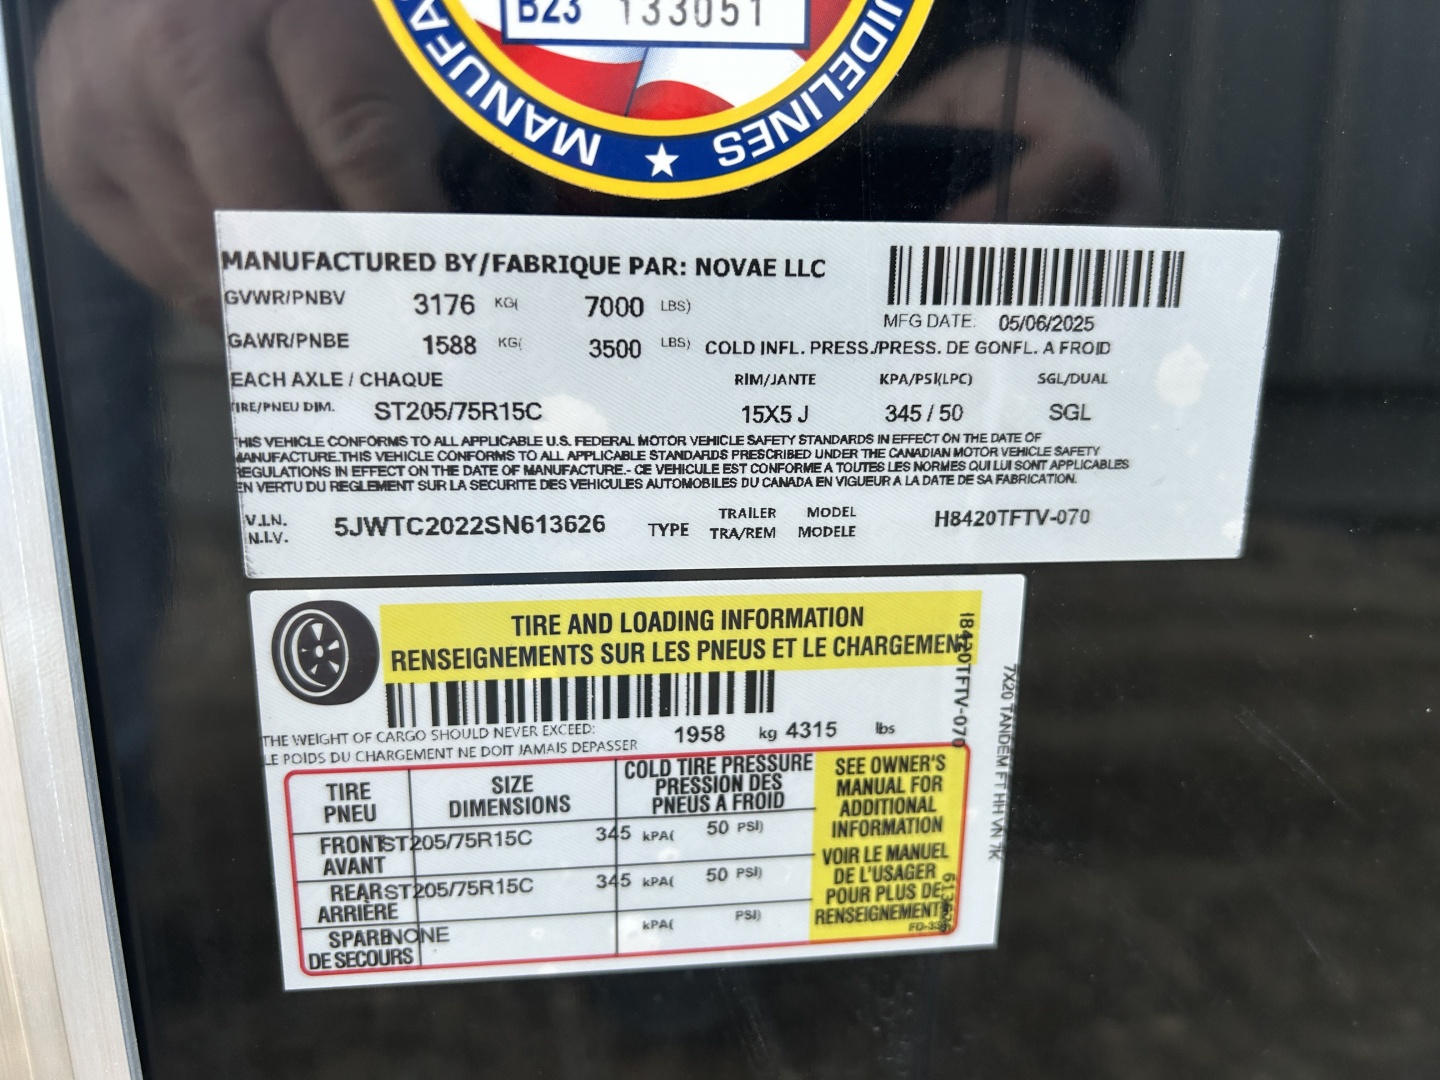 B23 133051
MANUFA
IDELINES
MANUFACTURED BY/FABRIQUE PAR: NOVAE LLC
GVWR/PNBV 3176 KG( 7000 LBS)
MFG DATE: 05/06/2025
GAWR/PNBE 1588 KG( 3500 LBS) COLD INFL. PRESS./PRESS. DE GONFL. A FROID
EACH AXLE / CHAQUE RIM/JANTE KPA/PSI(LPC) SGL/DUAL
TIRE/PNEU DIM. ST205/75R15C 15X5 J 345 / 50 SGL
THIS VEHICLE CONFORMS TO ALL APPLICABLE U.S. FEDERAL MOTOR VEHICLE SAFETY STANDARDS IN EFFECT ON THE DATE OF
MANUFACTURE.THIS VEHICLE CONFORMS TO ALL APPLICABLE STANDARDS PRESCRIBED UNDER THE CANADIAN MOTOR VEHICLE SAFETY
REGULATIONS IN EFFECT ON THE DATE OF MANUFACTURE.- CE VEHICULE EST CONFORME A TOUTES LES NORMES QUI LUI SONT APPLICABLES
EN VERTU DU REGLEMENT SUR LA SECURITE DES VEHICULES AUTOMOBILES DU CANADA EN VIGUEUR A LA DATE DE SA FABRICATION.
V.I.N. 5JWTC2022SN613626 TYPE TRAILER MODEL H8420TFTV-070
N.I.V. TRA/REM MODELE
TIRE AND LOADING INFORMATION
RENSEIGNEMENTS SUR LES PNEUS ET LE CHARGEMENT
THE WEIGHT OF CARGO SHOULD NEVER EXCEED: 1958 kg 4315 lbs
LE POIDS DU CHARGEMENT NE DOIT JAMAIS DEPASSER
TIRE
PNEU
SIZE
DIMENSIONS
COLD TIRE PRESSURE
PRESSION DES
PNEUS A FROID
FRONT ST205/75R15C 345 kPA( 50 PSI)
AVANT
REAR ST205/75R15C 345 kPA( 50 PSI)
ARRIÈRE
SPARE NONE kPA( PSI)
DE SECOURS
SEE OWNER'S
MANUAL FOR
ADDITIONAL
INFORMATION
VOIR LE MANUEL
DE L'USAGER
POUR PLUS DE
RENSEIGNEMENTS
H8420TFTV-070
613626
7X20 TANDEM FT HH VN 7K